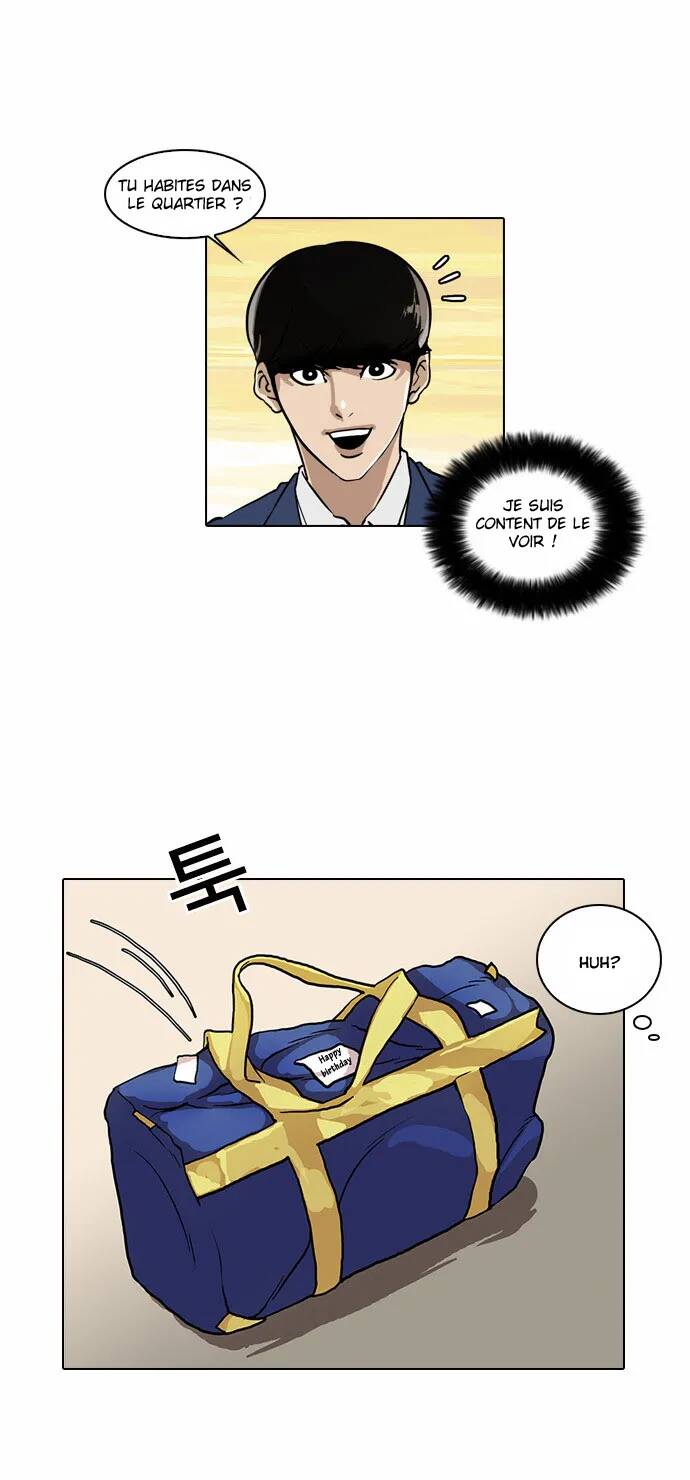 TU HABITES DANS
LE QUARTIER ?
JE SUIS
CONTENT DE LE
VOIR !
툭
HUH?
Happy
birthday